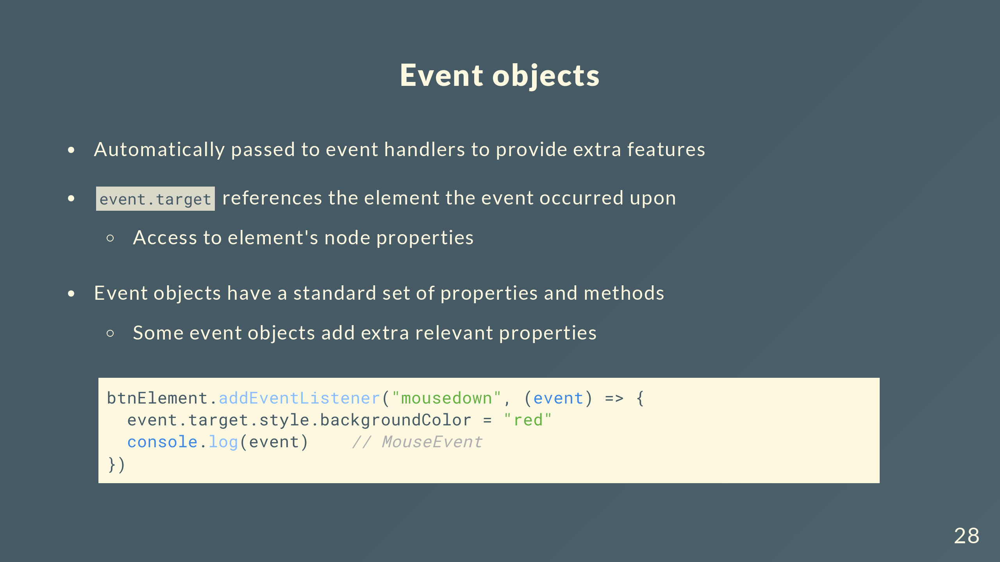 Event objects
• Automatically passed to event handlers to provide extra features
• event.target references the element the event occurred upon
○ Access to element's node properties
• Event objects have a standard set of properties and methods
○ Some event objects add extra relevant properties
btnElement.addEventListener("mousedown", (event) => {
  event.target.style.backgroundColor = "red"
  console.log(event)    // MouseEvent
})
28